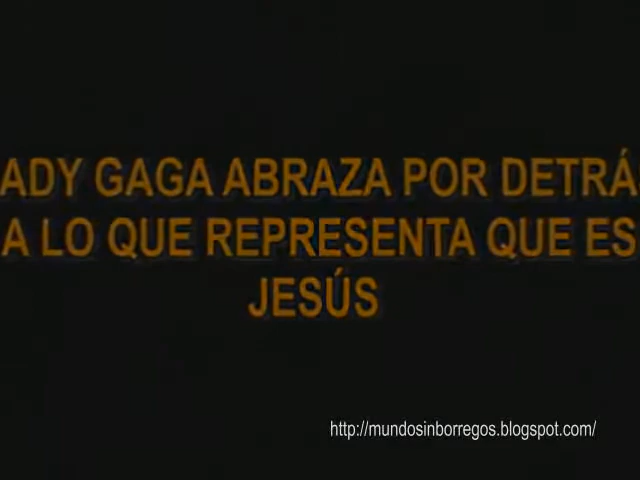 ADY GAGA ABRAZA POR DETRÁ
A LO QUE REPRESENTA QUE ES
JESÚS
http://mundosinborregos.blogspot.com/